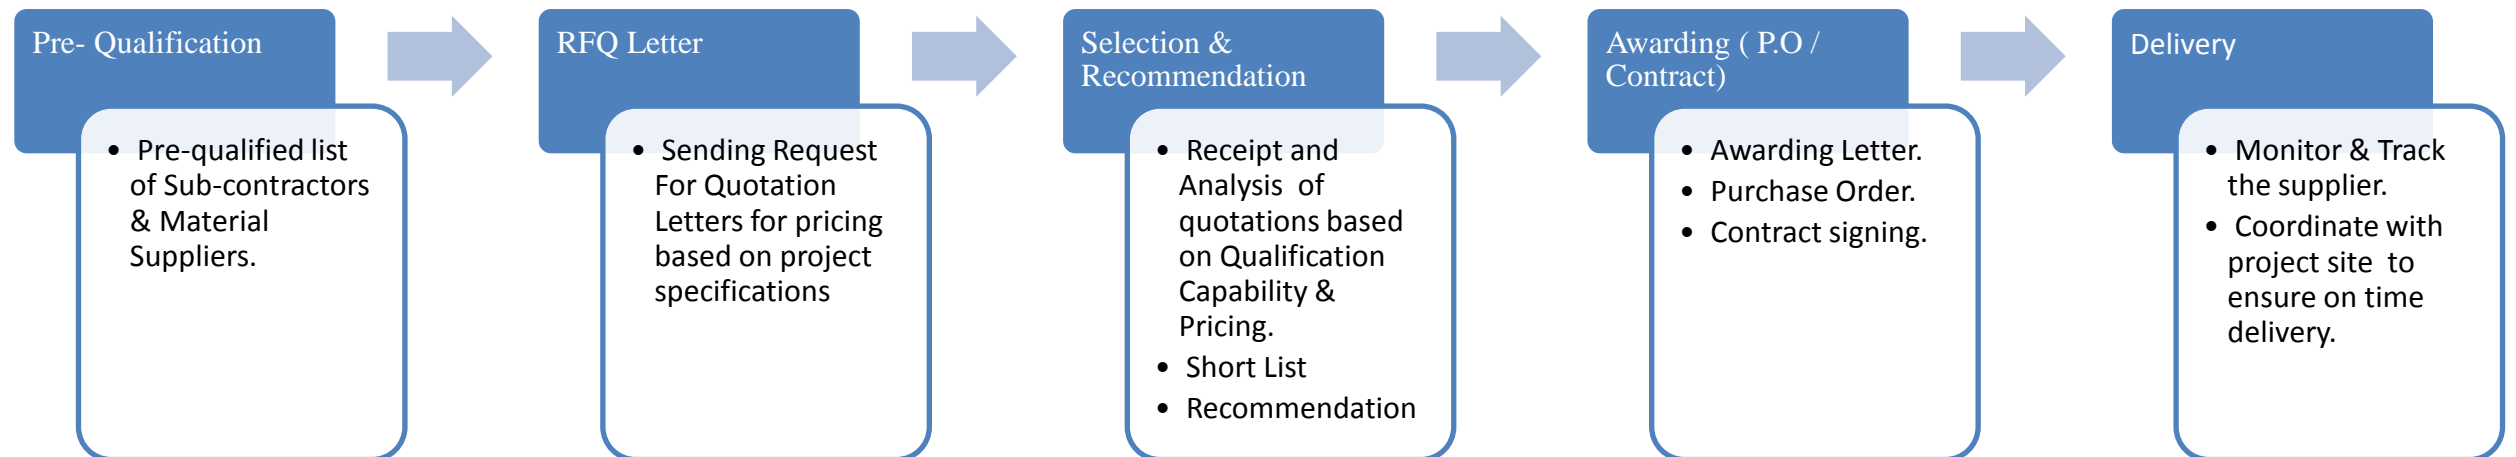 Pre- Qualification
• Pre-qualified list
of Sub-contractors
& Material
Suppliers.
RFQ Letter
• Sending Request
For Quotation
Letters for pricing
based on project
specifications
Selection &
Recommendation
• Receipt and
Analysis of
quotations based
on Qualification
Capability &
Pricing.
• Short List
• Recommendation
Awarding ( P.O /
Contract)
• Awarding Letter.
• Purchase Order.
• Contract signing.
Delivery
• Monitor & Track
the supplier.
• Coordinate with
project site to
ensure on time
delivery.